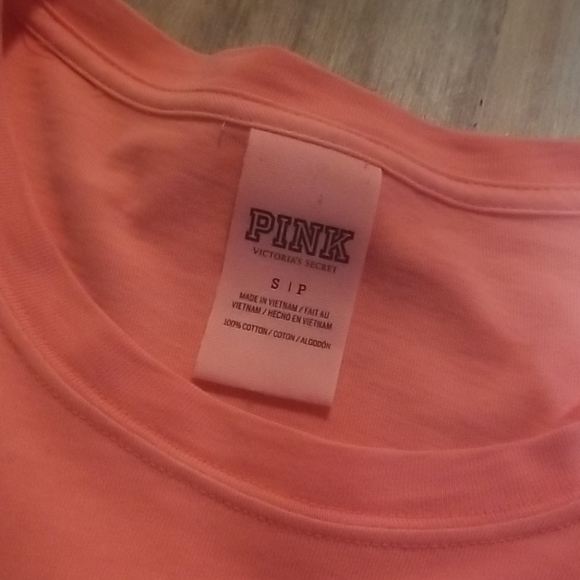 PINK
VICTORIA'S SECRET
S | P
MADE IN VIETNAM / FAIT AU
VIETNAM / HECHO EN VIETNAM
100% COTTON / COTON / ALGODÓN